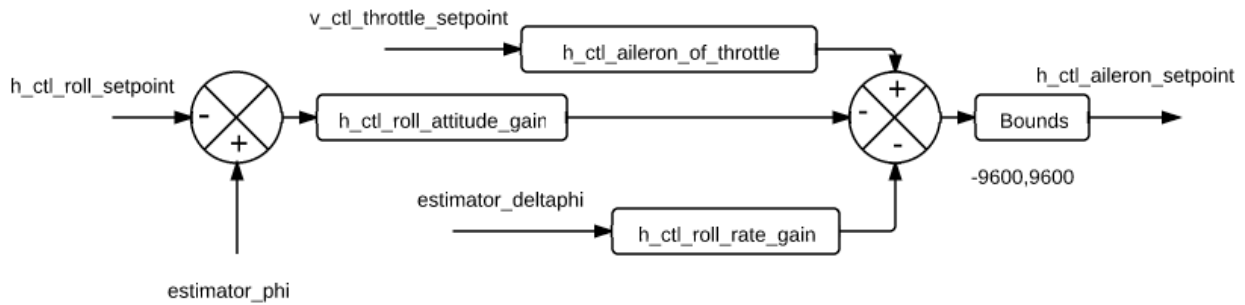 v_ctl_throttle_setpoint
h_ctl_aileron_of_throttle
h_ctl_roll_setpoint
h_ctl_aileron_setpoint
-
+
h_ctl_roll_attitude_gain
+
-
-
Bounds
-9600,9600
estimator_deltaphi
h_ctl_roll_rate_gain
estimator_phi